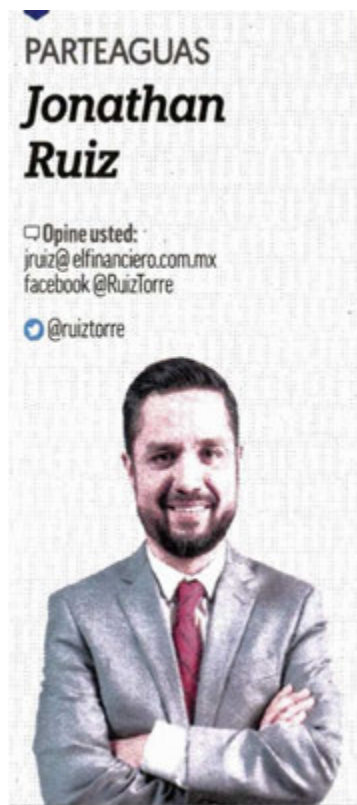 PARTEAGUAS
Jonathan
Ruiz
Opine usted:
jruiz@elfinanciero.com.mx
facebook @RuizTorre
@ruiztorre